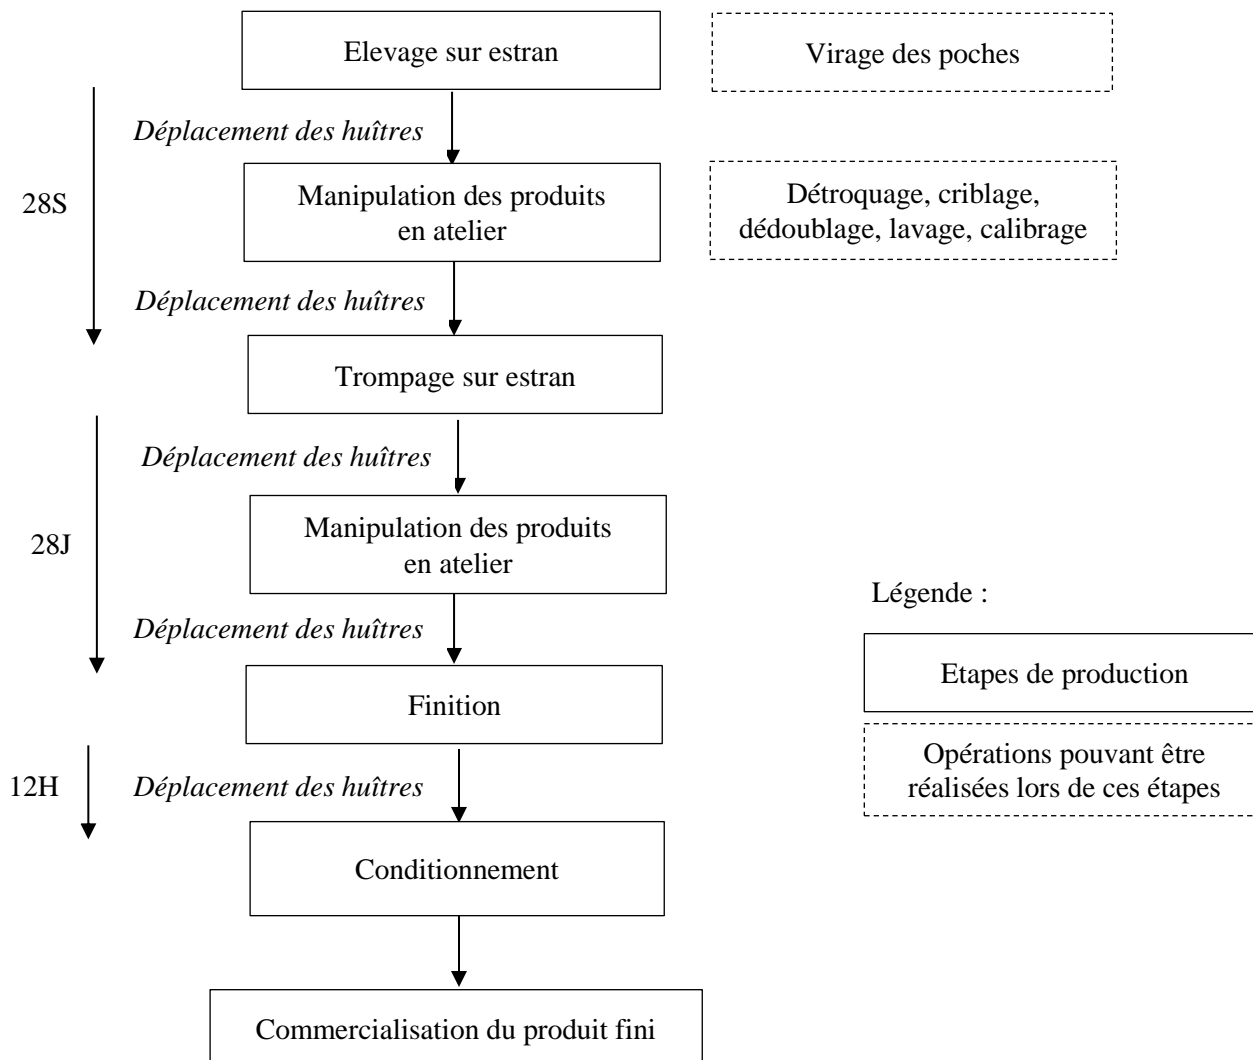 Elevage sur estran
Virage des poches
Déplacement des huîtres
28S
Manipulation des produits
en atelier
Détroquage, criblage,
dédoublage, lavage, calibrage
Déplacement des huîtres
Trompage sur estran
Déplacement des huîtres
28J
Manipulation des produits
en atelier
Légende :
Déplacement des huîtres
Etapes de production
Finition
Opérations pouvant être
réalisées lors de ces étapes
12H
Déplacement des huîtres
Conditionnement
Commercialisation du produit fini